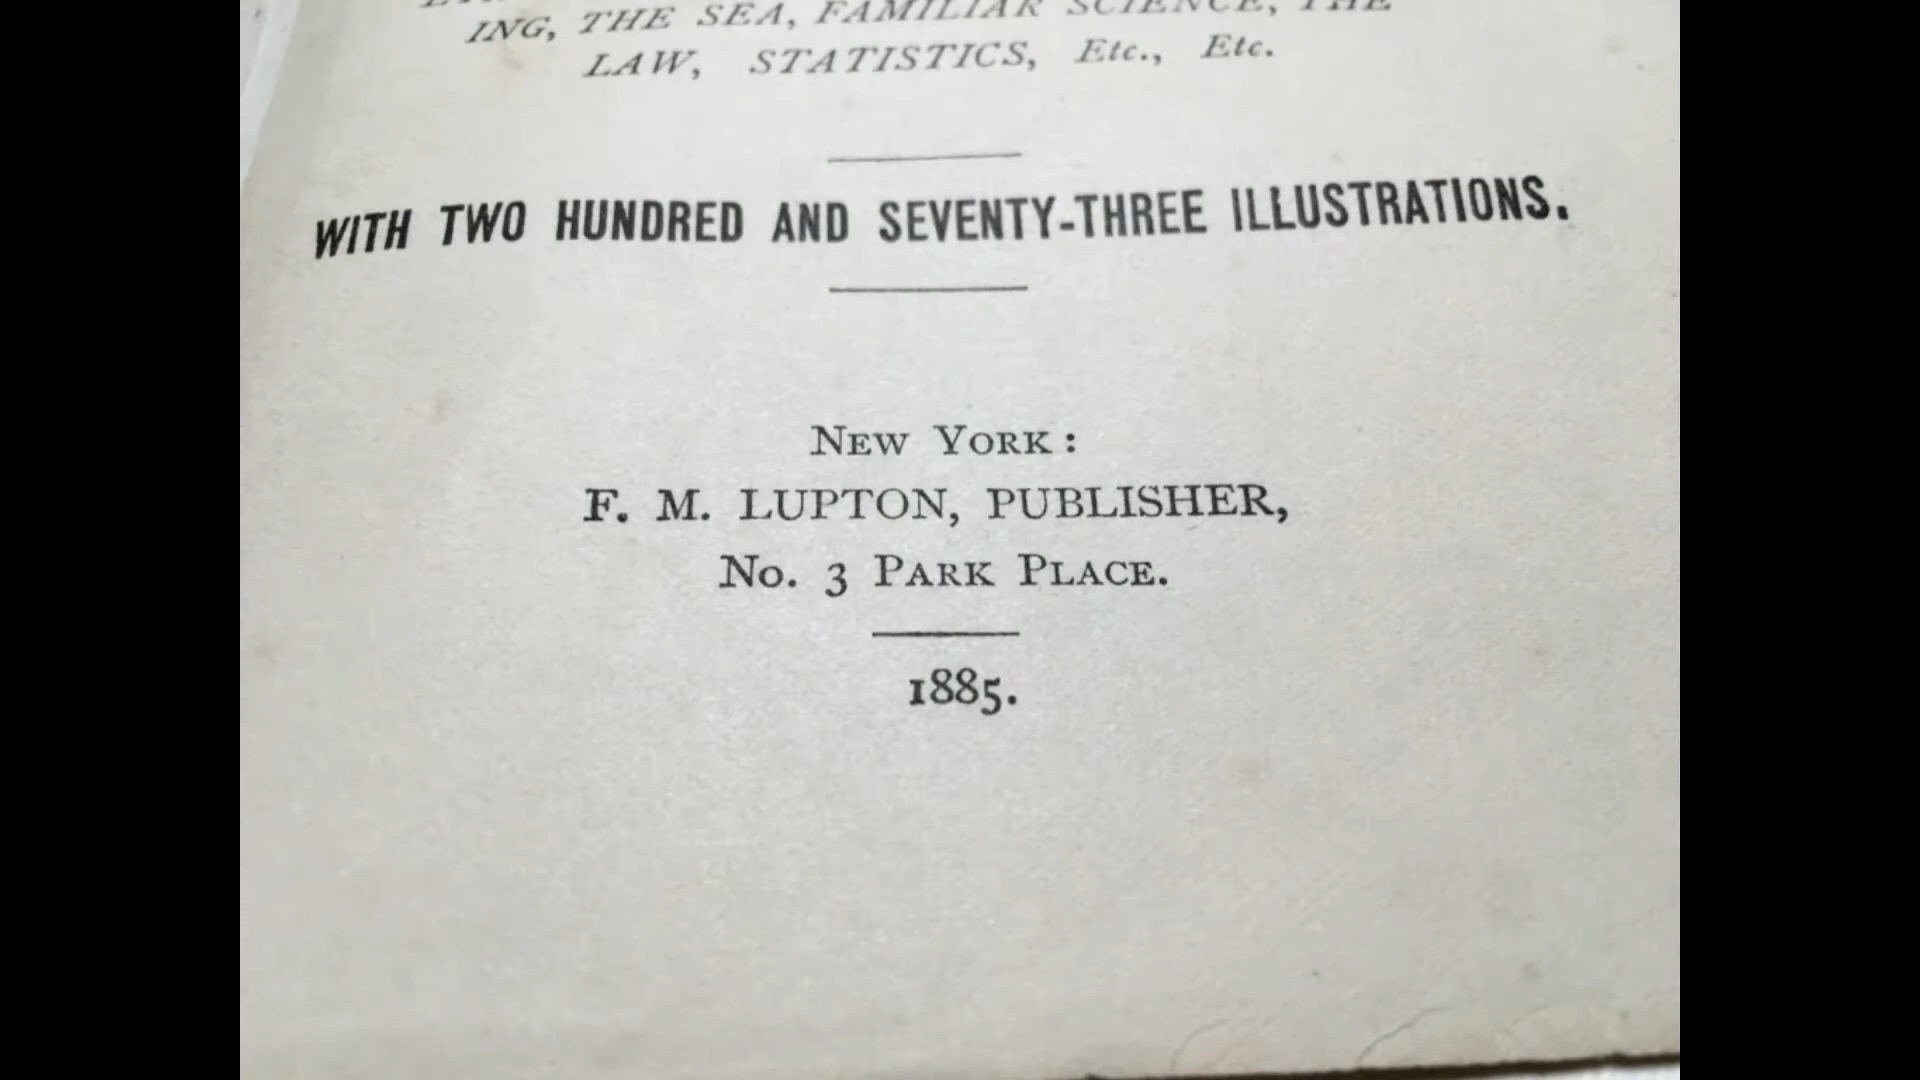 ING, THE SEA, FAMILIAR SCIENCE, THE
LAW, STATISTICS, Etc., Etc.
WITH TWO HUNDRED AND SEVENTY-THREE ILLUSTRATIONS.
NEW YORK:
F. M. LUPTON, PUBLISHER,
No. 3 PARK PLACE.
1885.